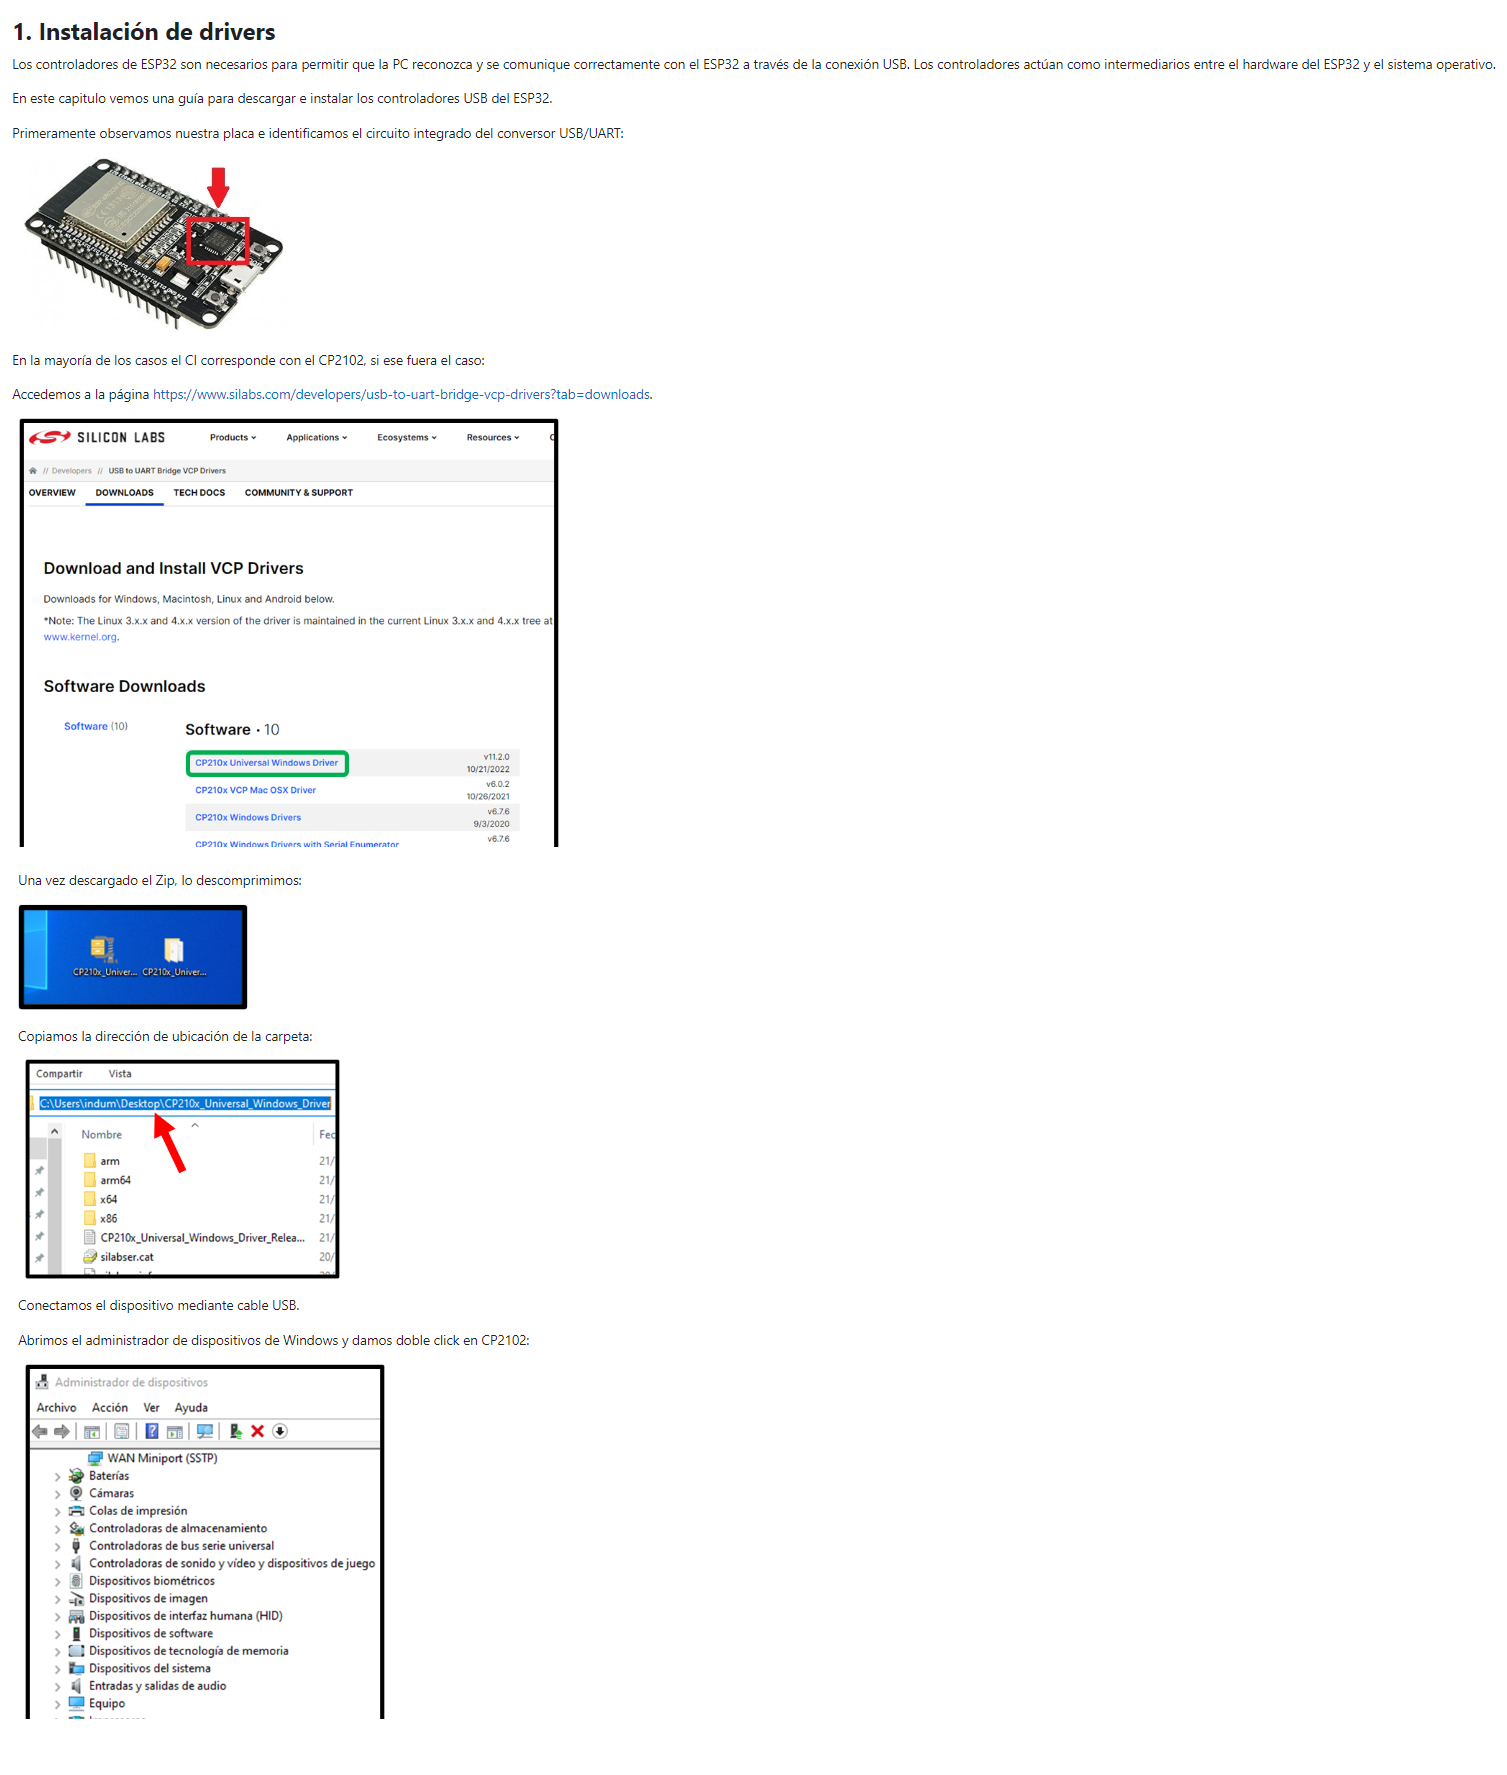 1. Instalación de drivers
Los controladores de ESP32 son necesarios para permitir que la PC reconozca y se comunique correctamente con el ESP32 a través de la conexión USB. Los controladores actúan como intermediarios entre el hardware del ESP32 y el sistema operativo.
En este capitulo vemos una guía para descargar e instalar los controladores USB del ESP32.
Primeramente observamos nuestra placa e identificamos el circuito integrado del conversor USB/UART:
En la mayoría de los casos el CI corresponde con el CP2102, si ese fuera el caso:
Accedemos a la página https://www.silabs.com/developers/usb-to-uart-bridge-vcp-drivers?tab=downloads.
SILICON LABS Products Applications Ecosystems Resources
// Developers // USB to UART Bridge VCP Drivers
OVERVIEW DOWNLOADS TECH DOCS COMMUNITY & SUPPORT
Download and Install VCP Drivers
Downloads for Windows, Macintosh, Linux and Android below.
*Note: The Linux 3.x.x and 4.x.x version of the driver is maintained in the current Linux 3.x.x and 4.x.x tree at
www.kernel.org.
Software Downloads
Software (10)
Software • 10
CP210x Universal Windows Driver v11.2.0
10/21/2022
CP210x VCP Mac OSX Driver v6.0.2
10/26/2021
CP210x Windows Drivers v6.7.6
9/3/2020
CP210x Windows Drivers with Serial Enumerator v6.7.6
Una vez descargado el Zip, lo descomprimimos:
CP210x_Univer... CP210x_Univer...
Copiamos la dirección de ubicación de la carpeta:
Compartir Vista
C:\Users\indum\Desktop\CP210x_Universal_Windows_Driver
Nombre Fec
arm 21/
arm64 21/
x64 21/
x86 21/
CP210x_Universal_Windows_Driver_Relea... 21/
silabser.cat 20/
Conectamos el dispositivo mediante cable USB.
Abrimos el administrador de dispositivos de Windows y damos doble click en CP2102:
Administrador de dispositivos
Archivo Acción Ver Ayuda
WAN Miniport (SSTP)
Baterías
Cámaras
Colas de impresión
Controladoras de almacenamiento
Controladoras de bus serie universal
Controladoras de sonido y vídeo y dispositivos de juego
Dispositivos biométricos
Dispositivos de imagen
Dispositivos de interfaz humana (HID)
Dispositivos de software
Dispositivos de tecnología de memoria
Dispositivos del sistema
Entradas y salidas de audio
Equipo